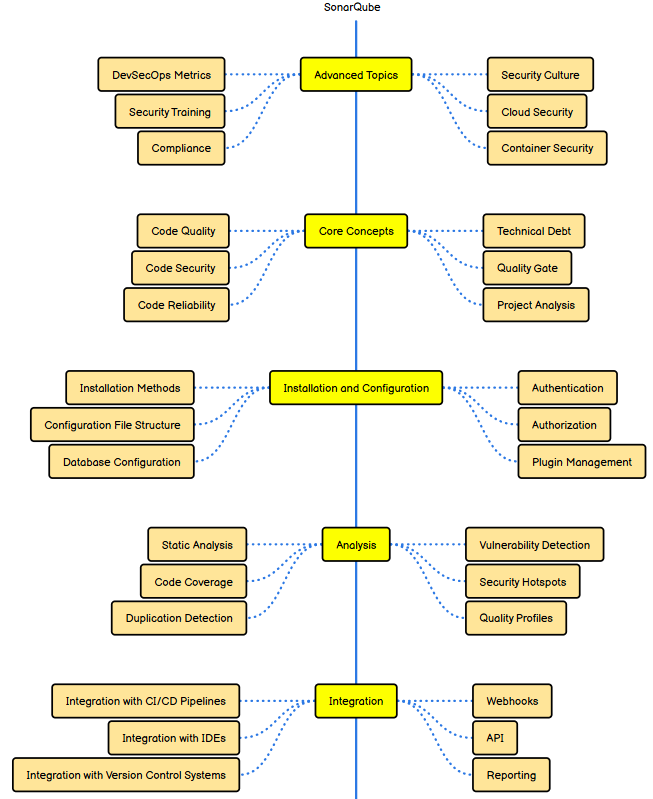 SonarQube
DevSecOps Metrics
Security Training
Compliance
Advanced Topics
Security Culture
Cloud Security
Container Security
Code Quality
Code Security
Code Reliability
Core Concepts
Technical Debt
Quality Gate
Project Analysis
Installation Methods
Configuration File Structure
Database Configuration
Installation and Configuration
Authentication
Authorization
Plugin Management
Static Analysis
Code Coverage
Duplication Detection
Analysis
Vulnerability Detection
Security Hotspots
Quality Profiles
Integration with CI/CD Pipelines
Integration with IDEs
Integration with Version Control Systems
Integration
Webhooks
API
Reporting